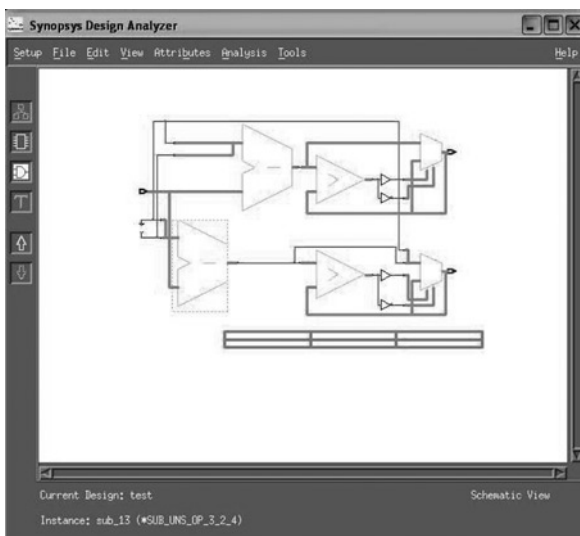 Synopsys Design Analyzer
Setup File Edit View Attributes Analysis Tools Help
Current Design: test Schematic View
Instance: sub_13 (*SUB_UNS_OP_3_2_4)